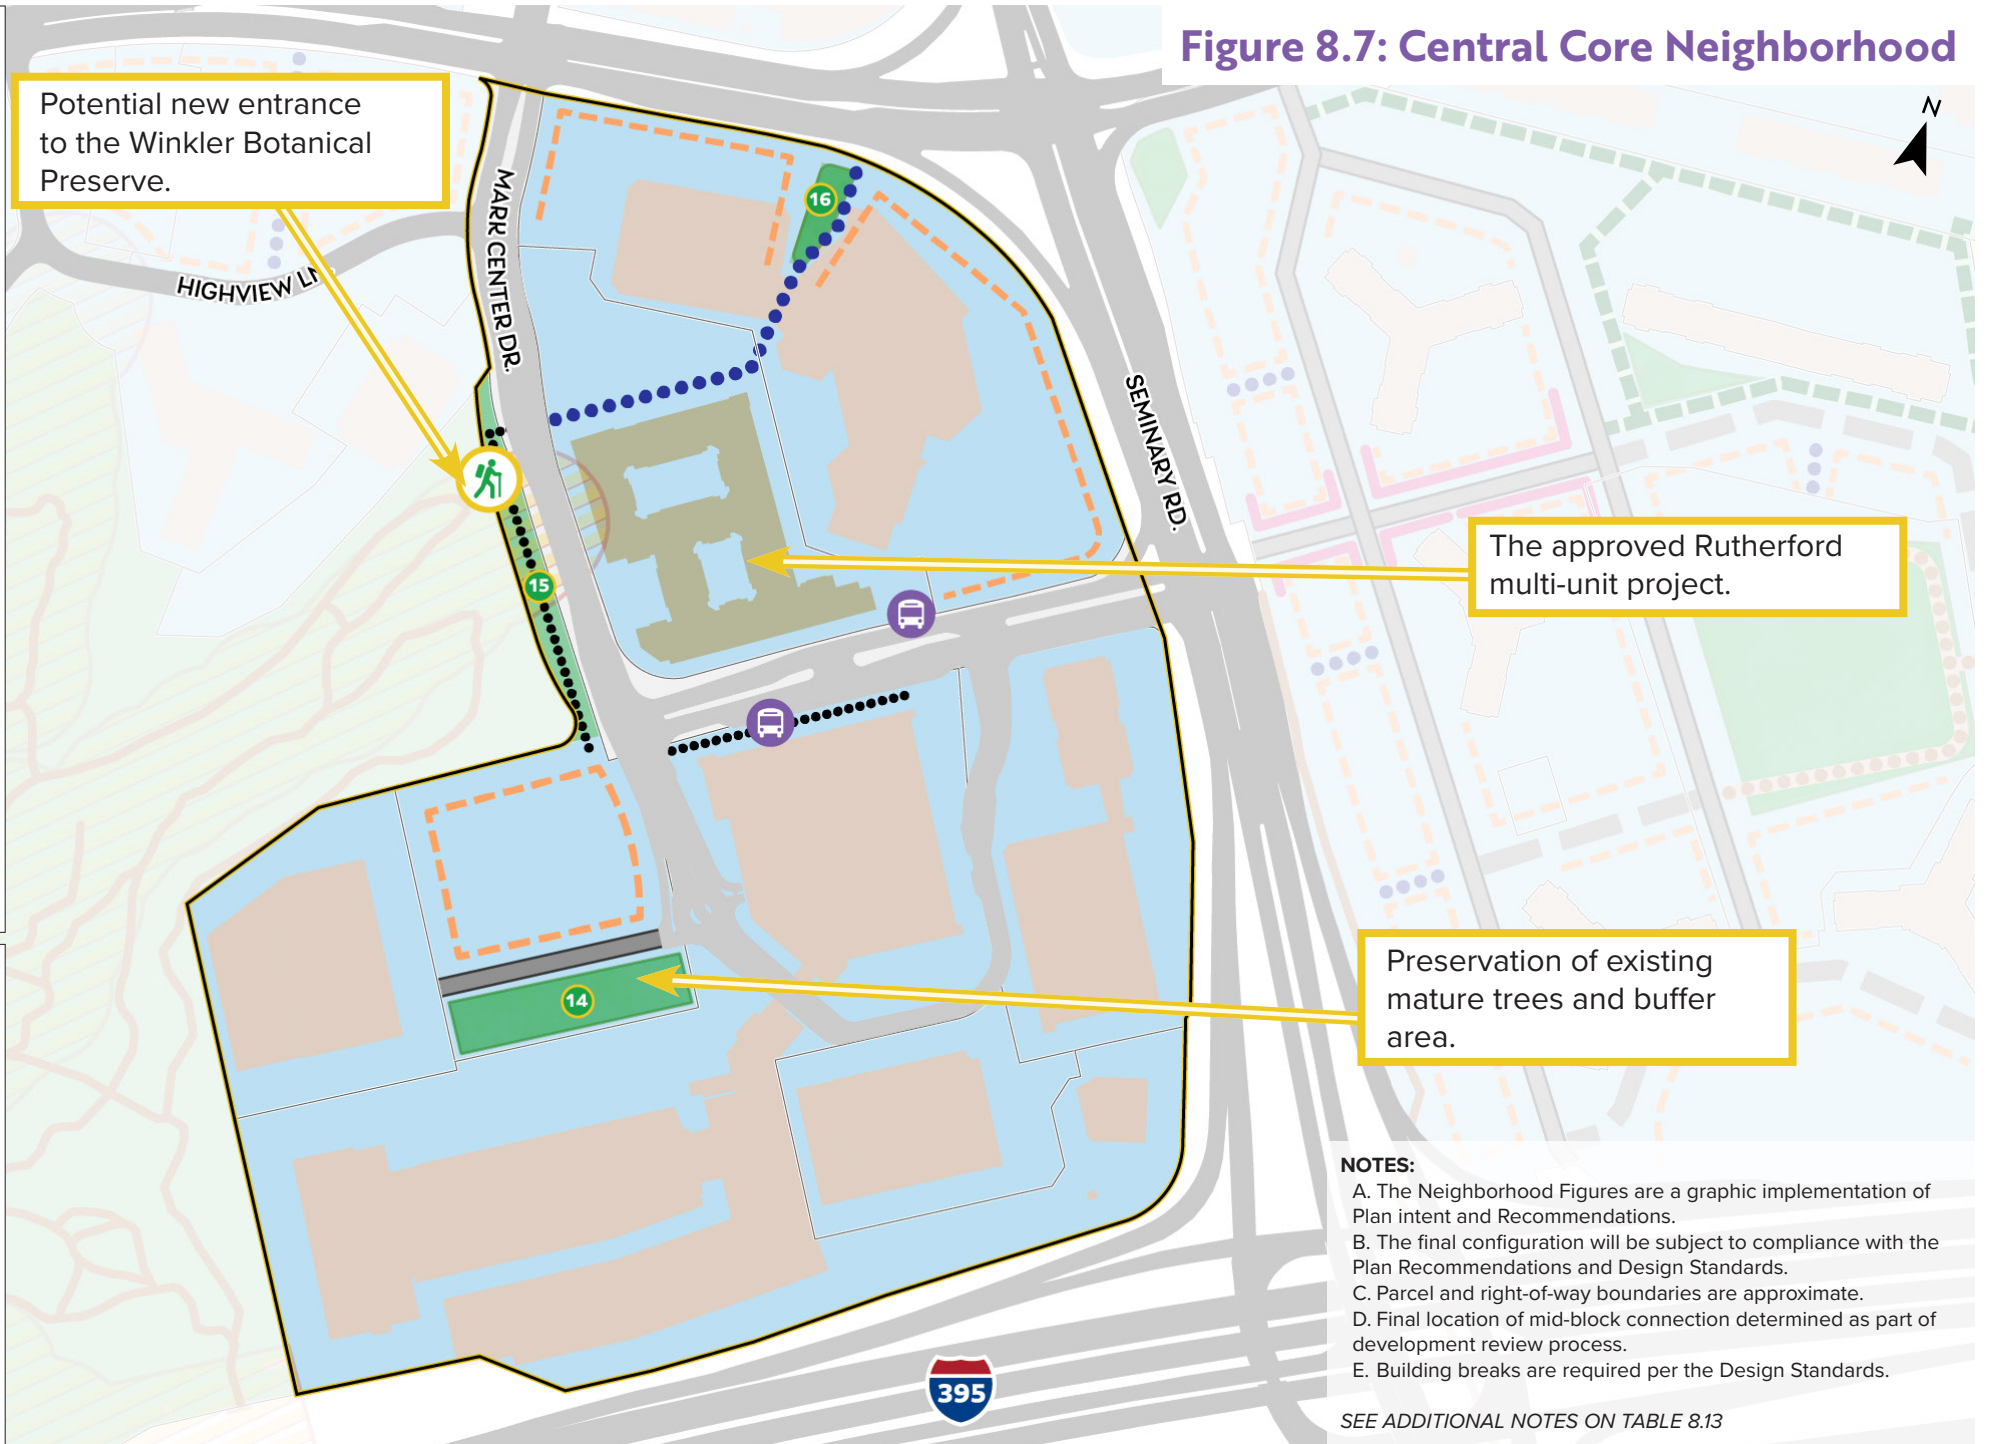 Figure 8.7: Central Core Neighborhood
Potential new entrance
to the Winkler Botanical
Preserve.
N
16
MARK CENTER DR.
HIGHVIEW LN
SEMINARY RD.
The approved Rutherford
multi-unit project.
15
14
Preservation of existing
mature trees and buffer
area.
395
NOTES:
A. The Neighborhood Figures are a graphic implementation of
Plan intent and Recommendations.
B. The final configuration will be subject to compliance with the
Plan Recommendations and Design Standards.
C. Parcel and right-of-way boundaries are approximate.
D. Final location of mid-block connection determined as part of
development review process.
E. Building breaks are required per the Design Standards.
SEE ADDITIONAL NOTES ON TABLE 8.13